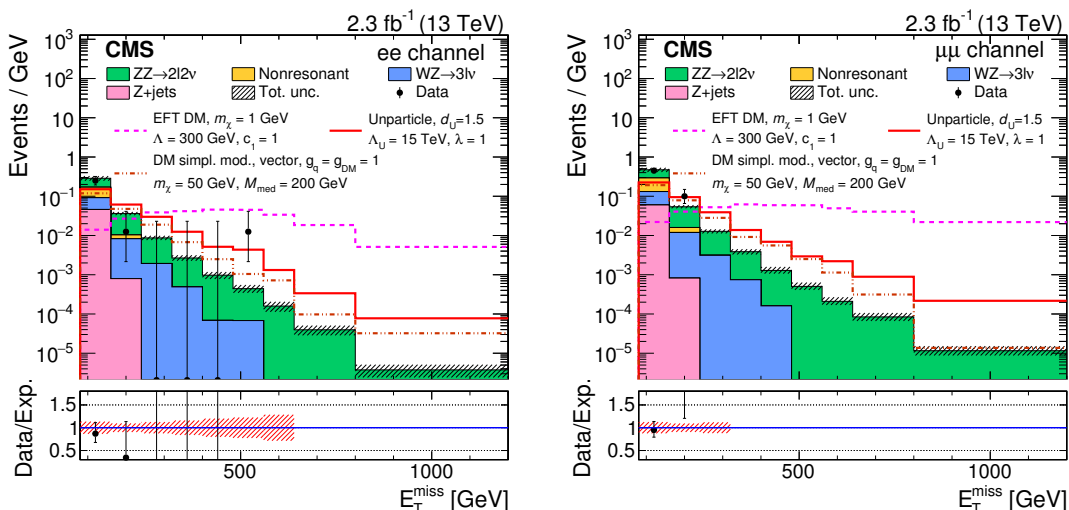 2.3 fb⁻¹ (13 TeV)
Events / GeV
10³
10²
10
1
10⁻¹
10⁻²
10⁻³
10⁻⁴
10⁻⁵
CMS
ee channel
ZZ→2l2ν
Nonresonant
WZ→3lν
Z+jets
Tot. unc.
Data
EFT DM, m_χ = 1 GeV
Λ = 300 GeV, c₁ = 1
Unparticle, d_U=1.5
Λ_U = 15 TeV, λ = 1
DM simpl. mod., vector, g_q = g_DM = 1
m_χ = 50 GeV, M_med = 200 GeV
Data/Exp.
1.5
1
0.5
500
1000
E_T^miss [GeV]
2.3 fb⁻¹ (13 TeV)
Events / GeV
10³
10²
10
1
10⁻¹
10⁻²
10⁻³
10⁻⁴
10⁻⁵
CMS
μμ channel
ZZ→2l2ν
Nonresonant
WZ→3lν
Z+jets
Tot. unc.
Data
EFT DM, m_χ = 1 GeV
Λ = 300 GeV, c₁ = 1
Unparticle, d_U=1.5
Λ_U = 15 TeV, λ = 1
DM simpl. mod., vector, g_q = g_DM = 1
m_χ = 50 GeV, M_med = 200 GeV
Data/Exp.
1.5
1
0.5
500
1000
E_T^miss [GeV]